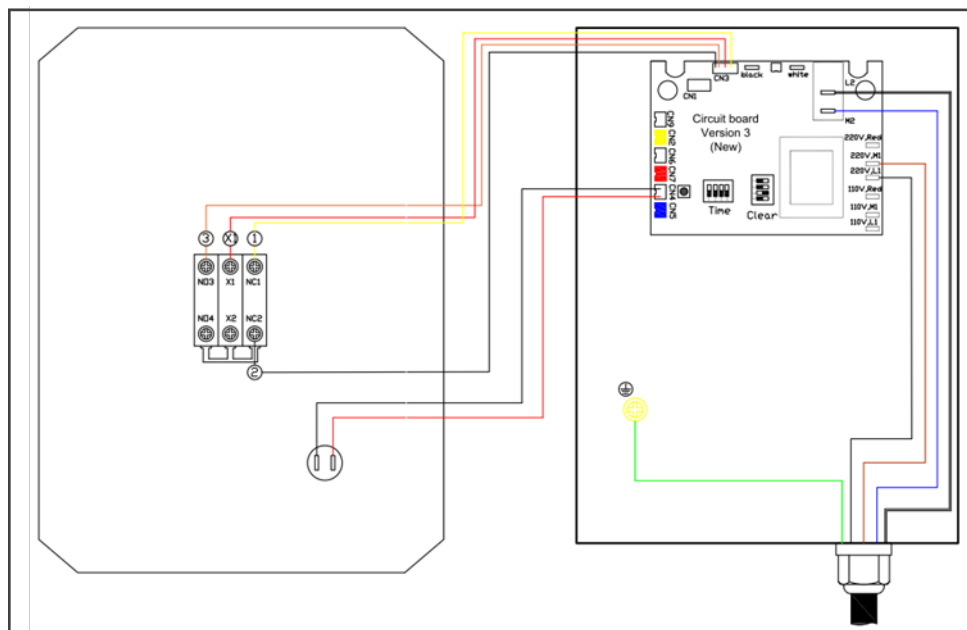 CN3
black
white
L2
CN1
M2
Circuit board
Version 3
(New)
CN9
CN2
CN6
CN7
CN4
CN5
Time
Clear
220V,Red
220V,M1
220V,L1
110V,Red
110V,M1
110V,L1
3
X1
1
NO3
X1
NC1
NO4
X2
NC2
2